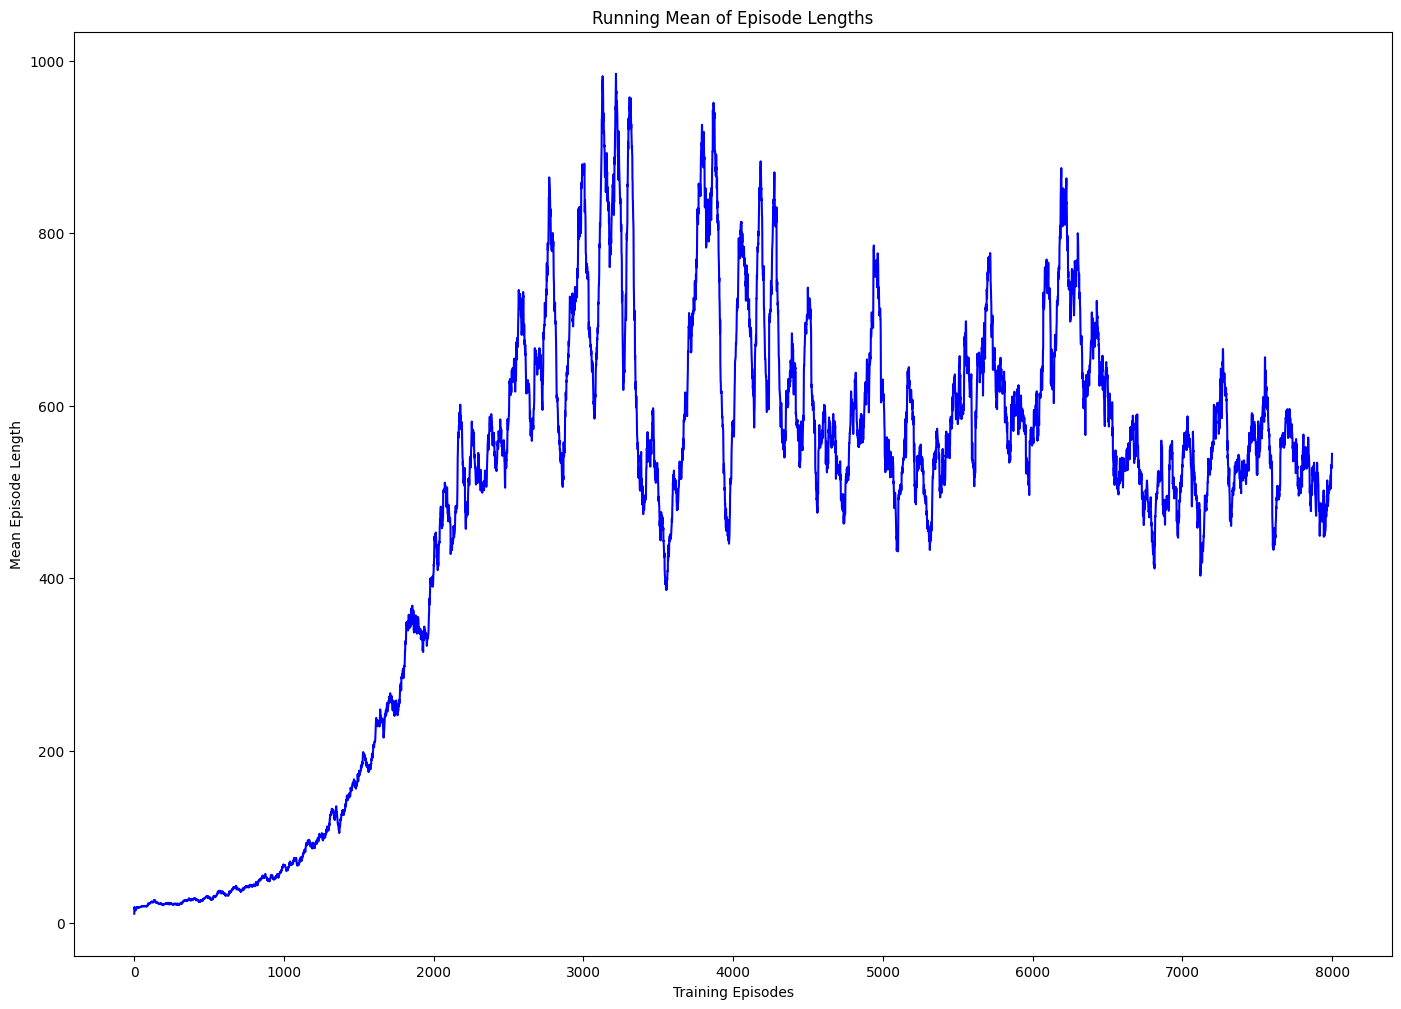 Running Mean of Episode Lengths
1000
800
600
400
200
0
Mean Episode Length
0 1000 2000 3000 4000 5000 6000 7000 8000
Training Episodes